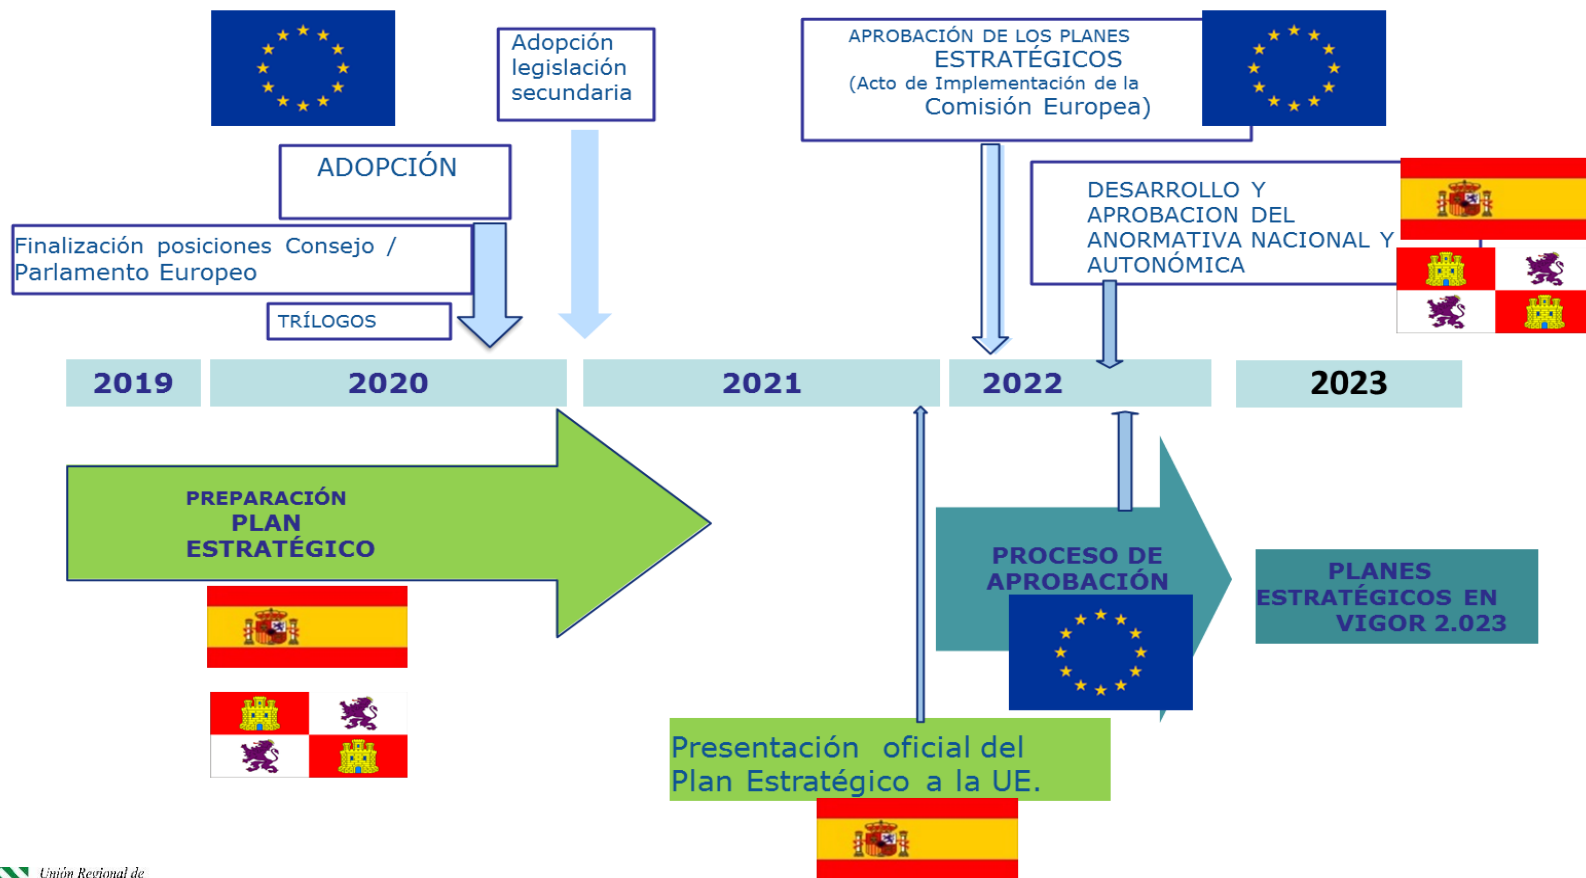 Adopción
legislación
secundaria
APROBACIÓN DE LOS PLANES
ESTRATÉGICOS
(Acto de Implementación de la
Comisión Europea)
ADOPCIÓN
DESARROLLO Y
APROBACION DEL
ANORMATIVA NACIONAL Y
AUTONÓMICA
Finalización posiciones Consejo /
Parlamento Europeo
TRÍLOGOS
2019
2020
2021
2022
2023
PREPARACIÓN
PLAN
ESTRATÉGICO
PROCESO DE
APROBACIÓN
PLANES
ESTRATÉGICOS EN
VIGOR 2.023
Presentación oficial del
Plan Estratégico a la UE.
Unión Regional de